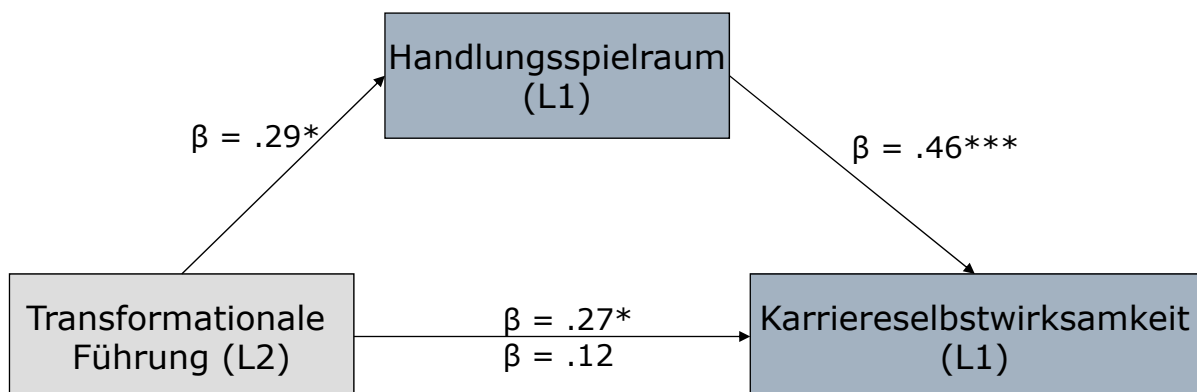 Handlungsspielraum
(L1)
β = .29*
β = .46***
Transformationale
Führung (L2)
β = .27*
β = .12
Karriereselbstwirksamkeit
(L1)